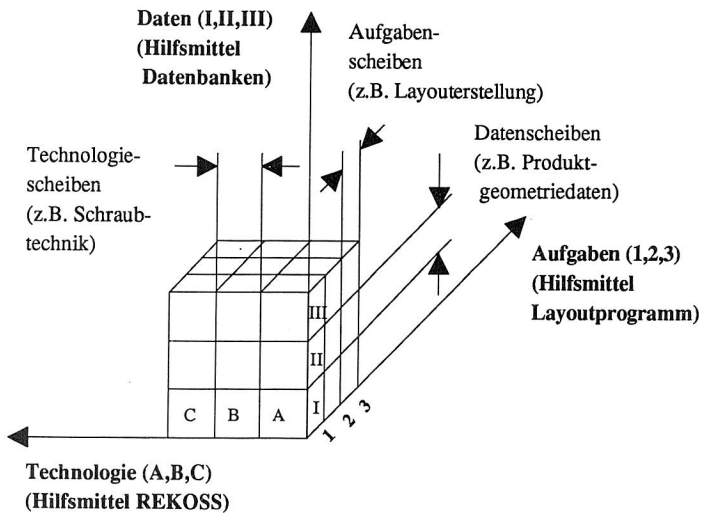 Daten (I,II,III)
(Hilfsmittel
Datenbanken)
Aufgaben-
scheiben
(z.B. Layouterstellung)
Technologie-
scheiben
(z.B. Schraub-
technik)
Datenscheiben
(z.B. Produkt-
geometriedaten)
Aufgaben (1,2,3)
(Hilfsmittel
Layoutprogramm)
III
II
I
C B A
1 2 3
Technologie (A,B,C)
(Hilfsmittel REKOSS)